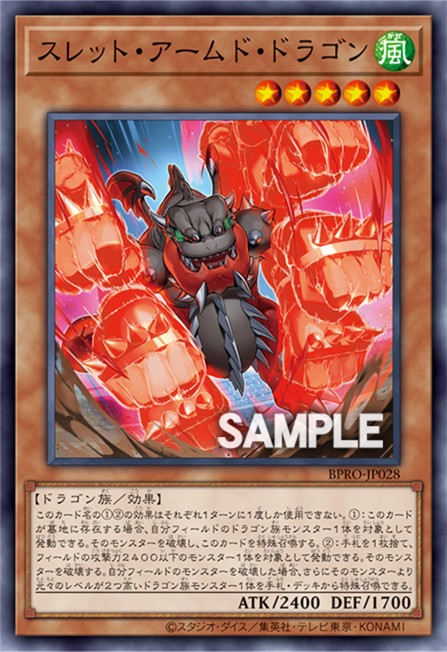 スレット・アームド・ドラゴン
風
SAMPLE
BPRO-JP028
【ドラゴン族／効果】
このカード名の①②の効果はそれぞれ1ターンに1度しか使用できない。①：このカード
が墓地に存在する場合、自分フィールドのドラゴン族モンスター1体を対象として
発動できる。そのモンスターを破壊し、このカードを特殊召喚する。②：手札を1枚捨て、
フィールドの攻撃力2400以下のモンスター1体を対象として発動できる。そのモンス
ターを破壊する。自分フィールドのモンスターを破壊した場合、さらにそのモンスターより
元々のレベルが2つ高いドラゴン族モンスター1体を手札・デッキから特殊召喚できる。
ATK/2400 DEF/1700
©スタジオ・ダイス／集英社・テレビ東京・KONAMI